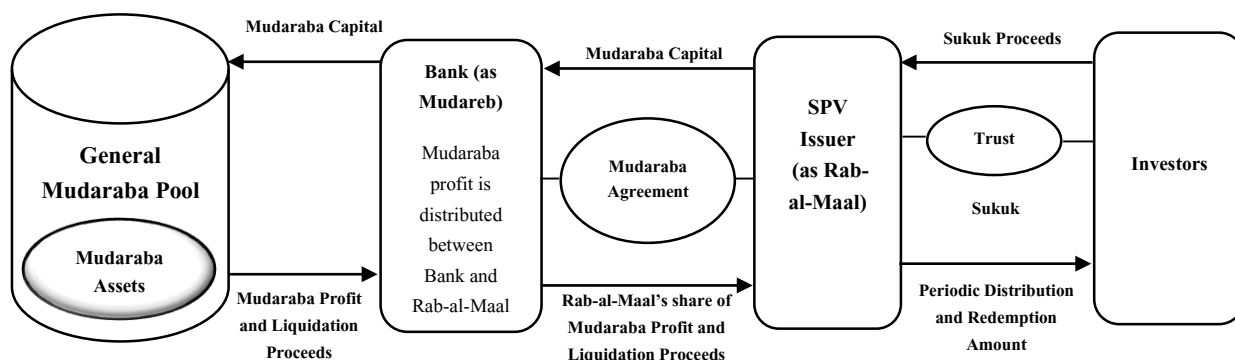 Mudaraba Capital
General
Mudaraba Pool
Mudaraba
Assets
Mudaraba Profit
and Liquidation
Proceeds
Bank (as
Mudareb)
Mudaraba
profit is
distributed
between
Bank and
Rab-al-Maal
Mudaraba Capital
Mudaraba
Agreement
Rab-al-Maal’s share of
Mudaraba Profit and
Liquidation Proceeds
SPV
Issuer
(as Rab-
al-Maal)
Sukuk Proceeds
Trust
Sukuk
Periodic Distribution
and Redemption
Amount
Investors